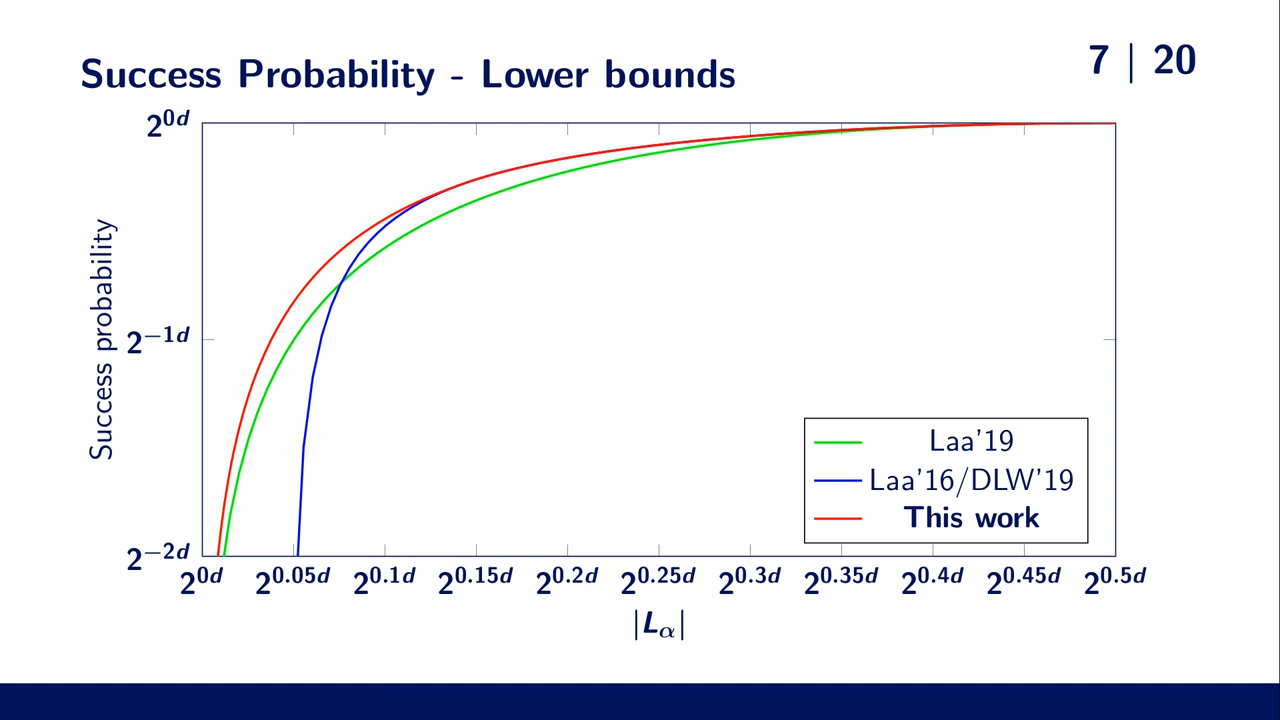 Success Probability - Lower bounds
7 | 20
2^{0d}
2^{−1d}
2^{−2d}
Success probability
2^{0d} 2^{0.05d} 2^{0.1d} 2^{0.15d} 2^{0.2d} 2^{0.25d} 2^{0.3d} 2^{0.35d} 2^{0.4d} 2^{0.45d} 2^{0.5d}
|L_α|
Laa'19
Laa'16/DLW'19
This work